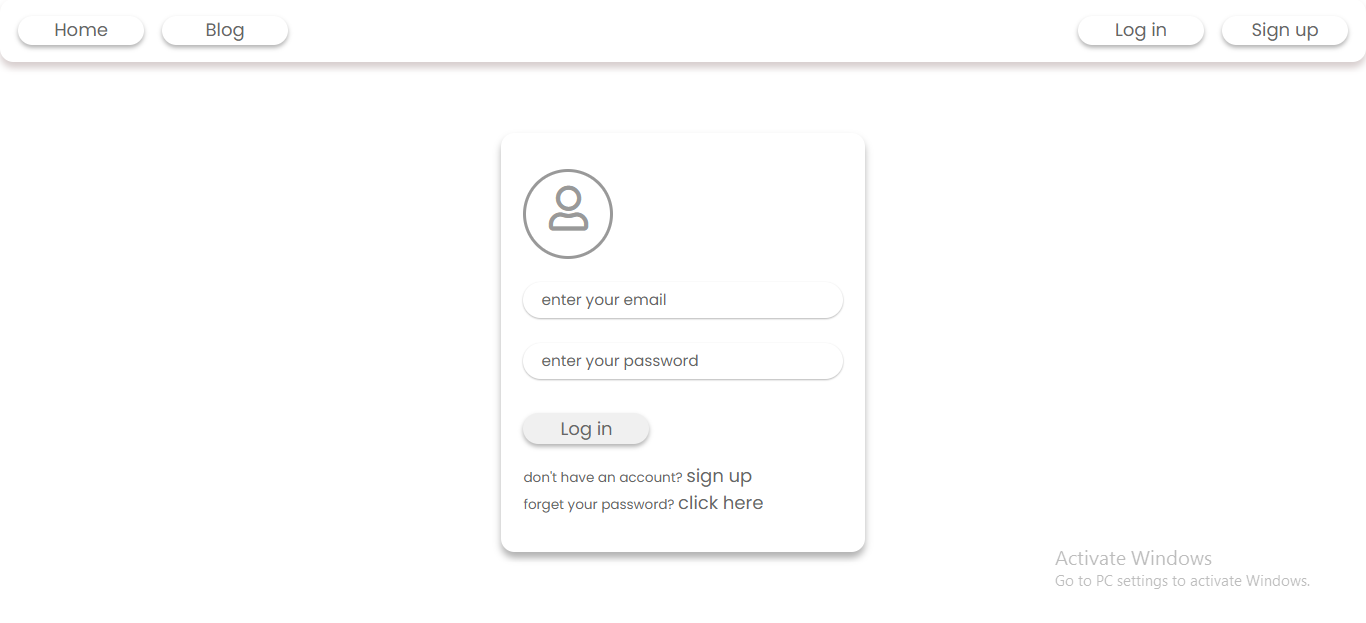 Home Blog Log in Sign up
enter your email
enter your password
Log in
don't have an account? sign up
forget your password? click here
Activate Windows
Go to PC settings to activate Windows.